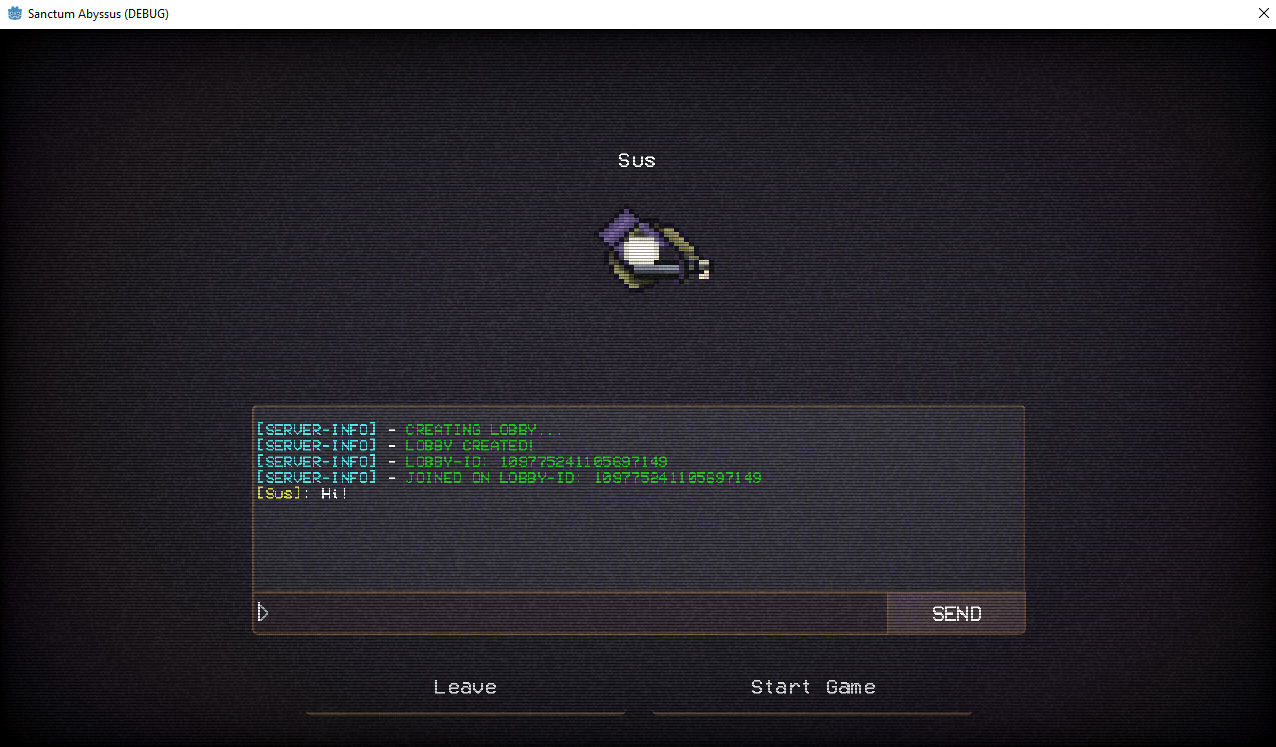 Sanctum Abyssus (DEBUG)
Sus
[SERVER-INFO] - CREATING LOBBY...
[SERVER-INFO] - LOBBY CREATED!
[SERVER-INFO] - LOBBY-ID: 109775241105697149
[SERVER-INFO] - JOINED ON LOBBY-ID: 109775241105697149
[Sus]: Hi!
SEND
Leave
Start Game